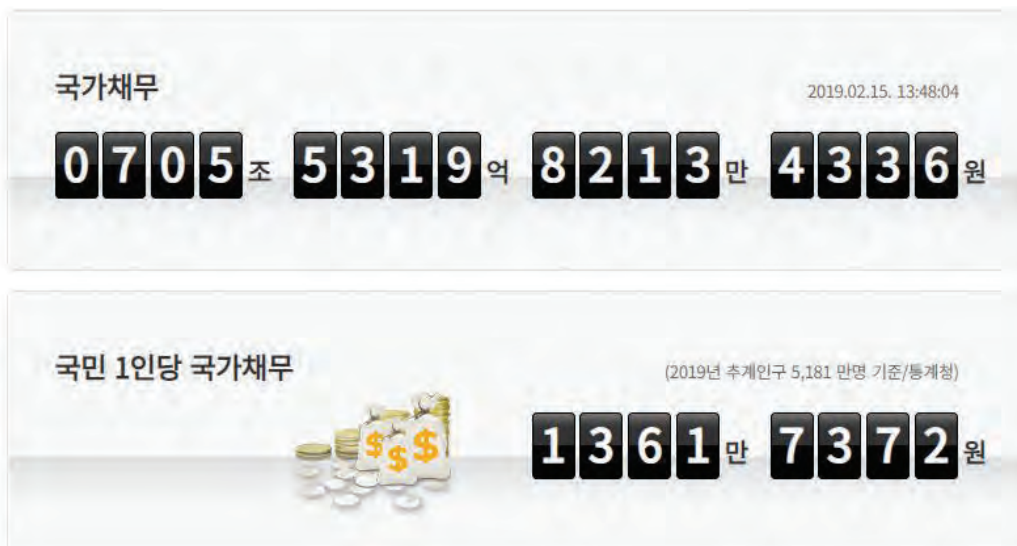 국가채무
2019.02.15. 13:48:04
0705조 5319억 8213만 4336원
국민 1인당 국가채무
(2019년 추계인구 5,181 만명 기준/통계청)
$ $ $
1361만 7372원